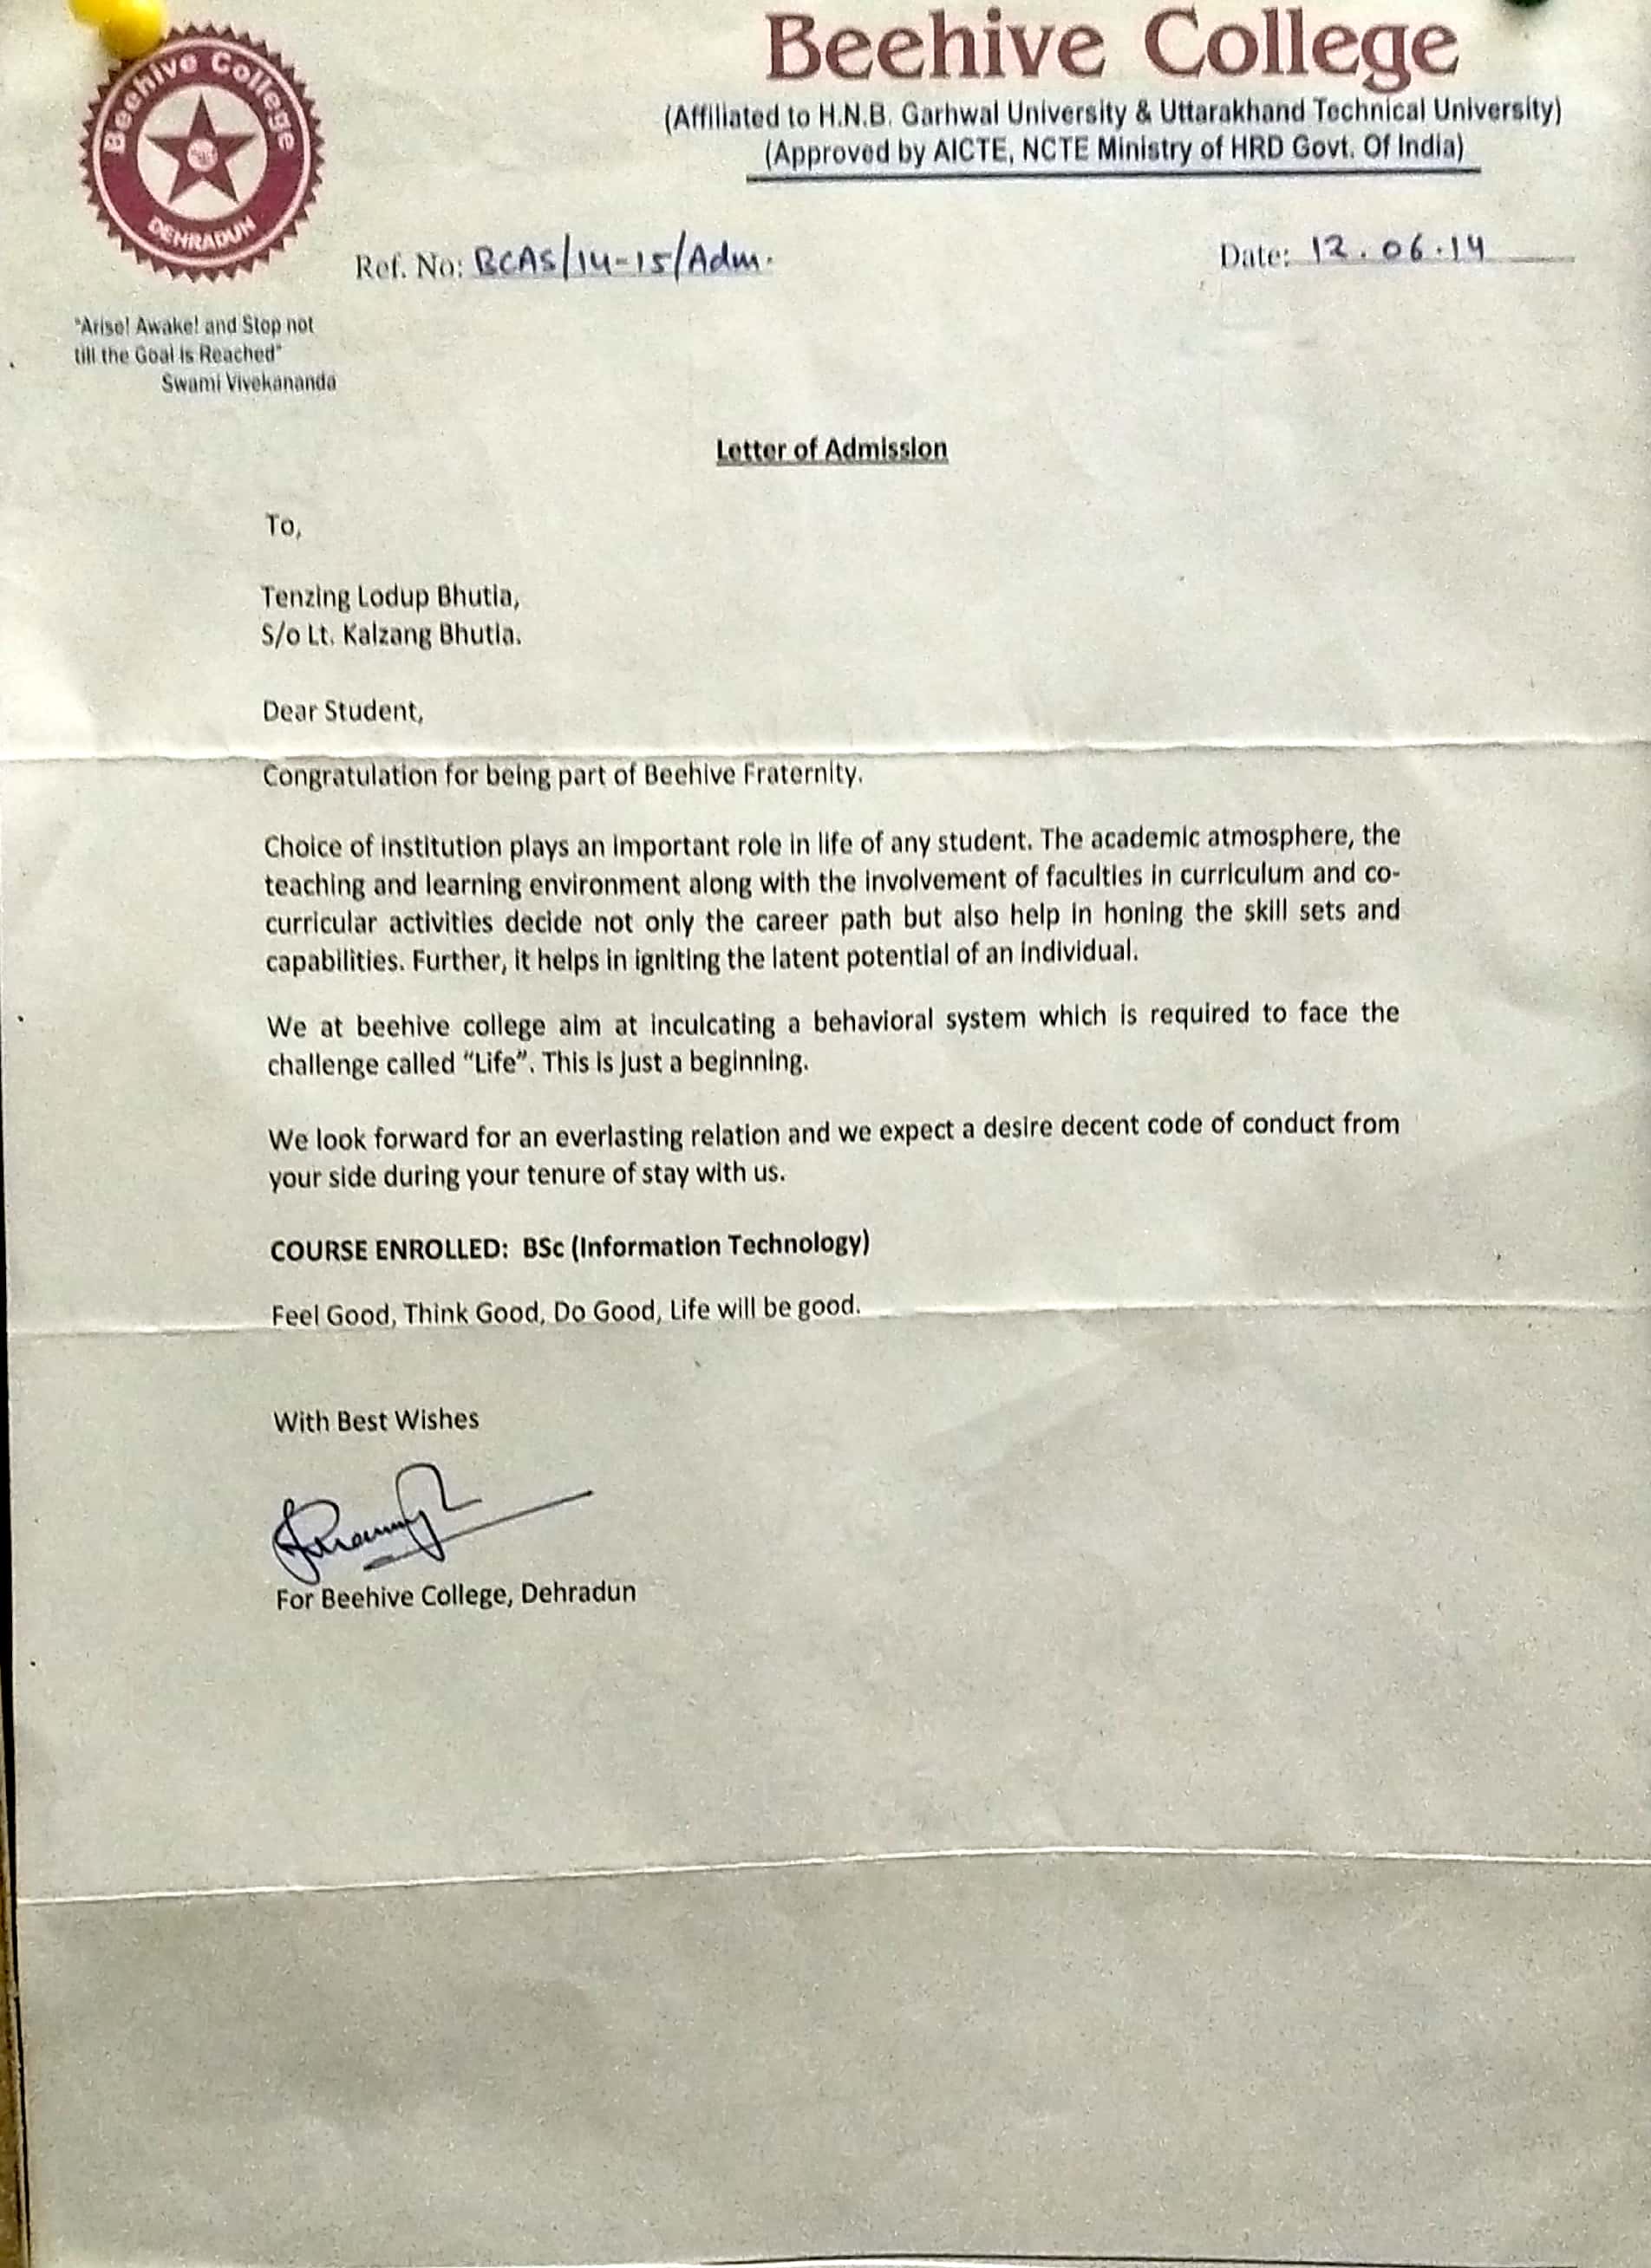 Beehive College
DEHRADUN
Beehive College
(Affiliated to H.N.B. Garhwal University & Uttarakhand Technical University)
(Approved by AICTE, NCTE Ministry of HRD Govt. Of India)
Ref. No: BCAS/14-15/Adm.
Date: 12.06.14
"Arise! Awake! and Stop not
till the Goal is Reached"
Swami Vivekananda
Letter of Admission
To,
Tenzing Lodup Bhutia,
S/o Lt. Kalzang Bhutia.
Dear Student,
Congratulation for being part of Beehive Fraternity.
Choice of institution plays an important role in life of any student. The academic atmosphere, the
teaching and learning environment along with the involvement of faculties in curriculum and co-
curricular activities decide not only the career path but also help in honing the skill sets and
capabilities. Further, it helps in igniting the latent potential of an individual.
We at beehive college aim at inculcating a behavioral system which is required to face the
challenge called “Life”. This is just a beginning.
We look forward for an everlasting relation and we expect a desire decent code of conduct from
your side during your tenure of stay with us.
COURSE ENROLLED: BSc (Information Technology)
Feel Good, Think Good, Do Good, Life will be good.
With Best Wishes
For Beehive College, Dehradun